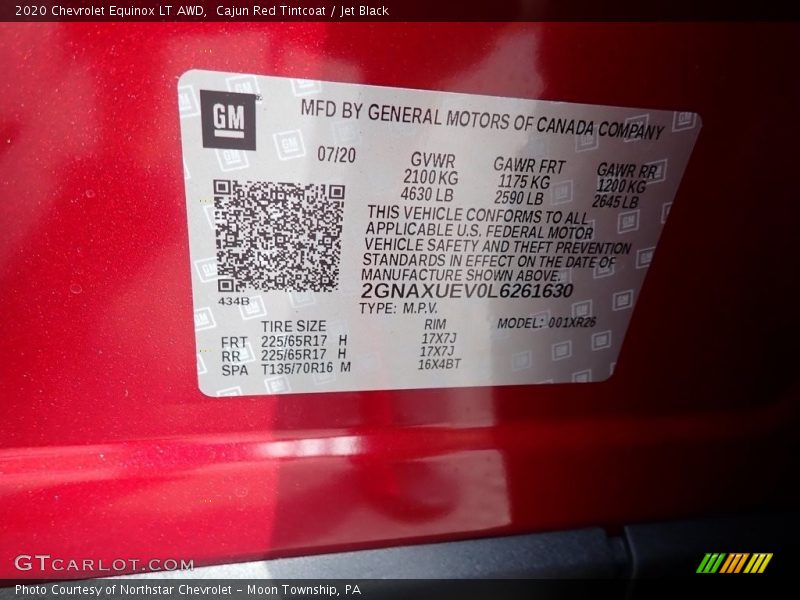 2020 Chevrolet Equinox LT AWD,  Cajun Red Tintcoat / Jet Black
GM
MFD BY GENERAL MOTORS OF CANADA COMPANY
07/20
GVWR GAWR FRT GAWR RR
2100 KG 1175 KG 1200 KG
4630 LB 2590 LB 2645 LB
THIS VEHICLE CONFORMS TO ALL
APPLICABLE U.S. FEDERAL MOTOR
VEHICLE SAFETY AND THEFT PREVENTION
STANDARDS IN EFFECT ON THE DATE OF
MANUFACTURE SHOWN ABOVE.
2GNAXUEV0L6261630
434B
TYPE: M.P.V.
TIRE SIZE RIM MODEL: 001XR26
FRT 225/65R17 H 17X7J
RR 225/65R17 H 17X7J
SPA T135/70R16 M 16X4BT
GTCARLOT.COM
Photo Courtesy of Northstar Chevrolet – Moon Township, PA